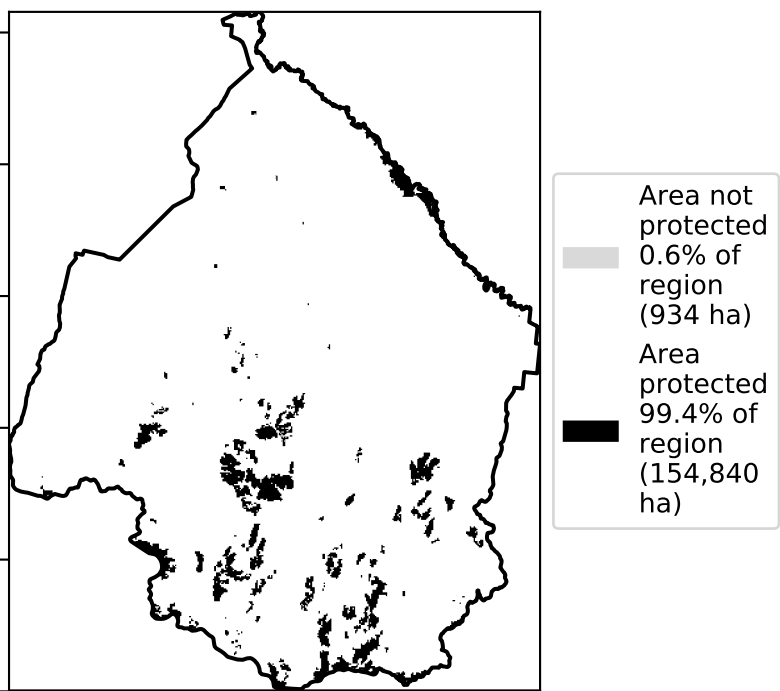 Area not
protected
0.6% of
region
(934 ha)
Area
protected
99.4% of
region
(154,840
ha)